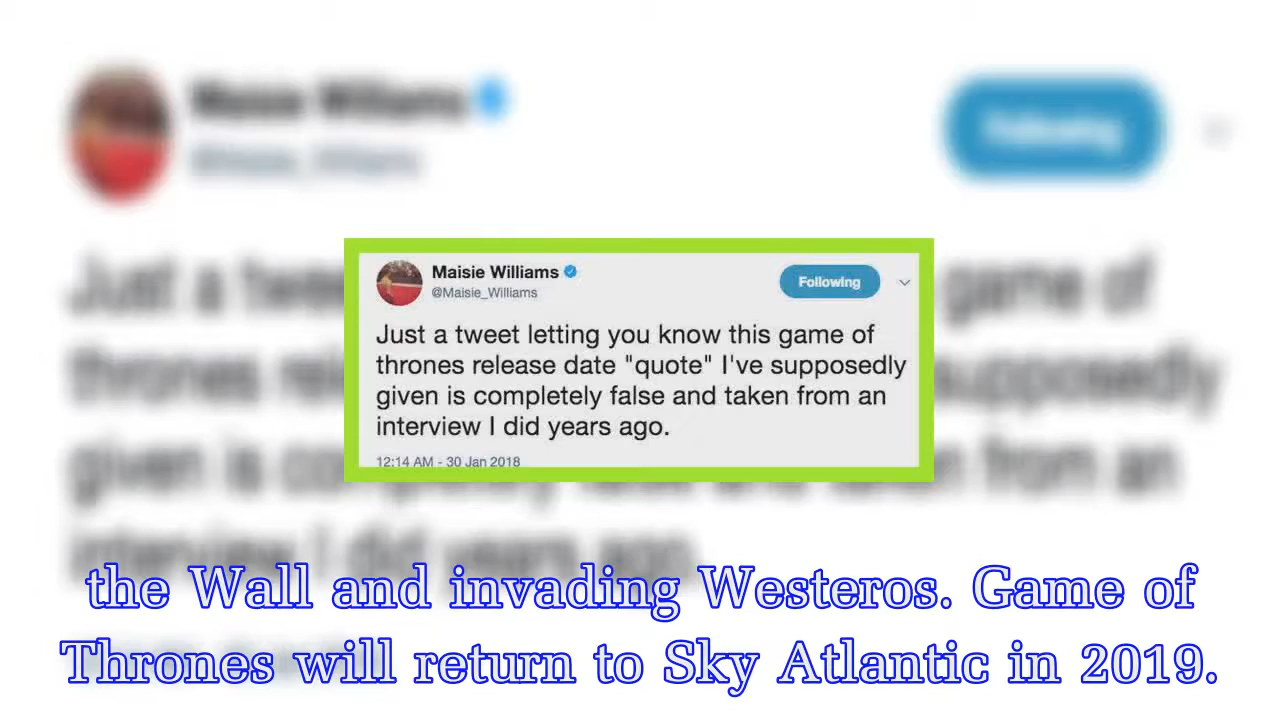 Maisie Williams
Following
@Maisie_Williams
Just a tweet letting you know this game of
thrones release date "quote" I've supposedly
given is completely false and taken from an
interview I did years ago.
12:14 AM - 30 Jan 2018
the Wall and invading Westeros. Game of
Thrones will return to Sky Atlantic in 2019.